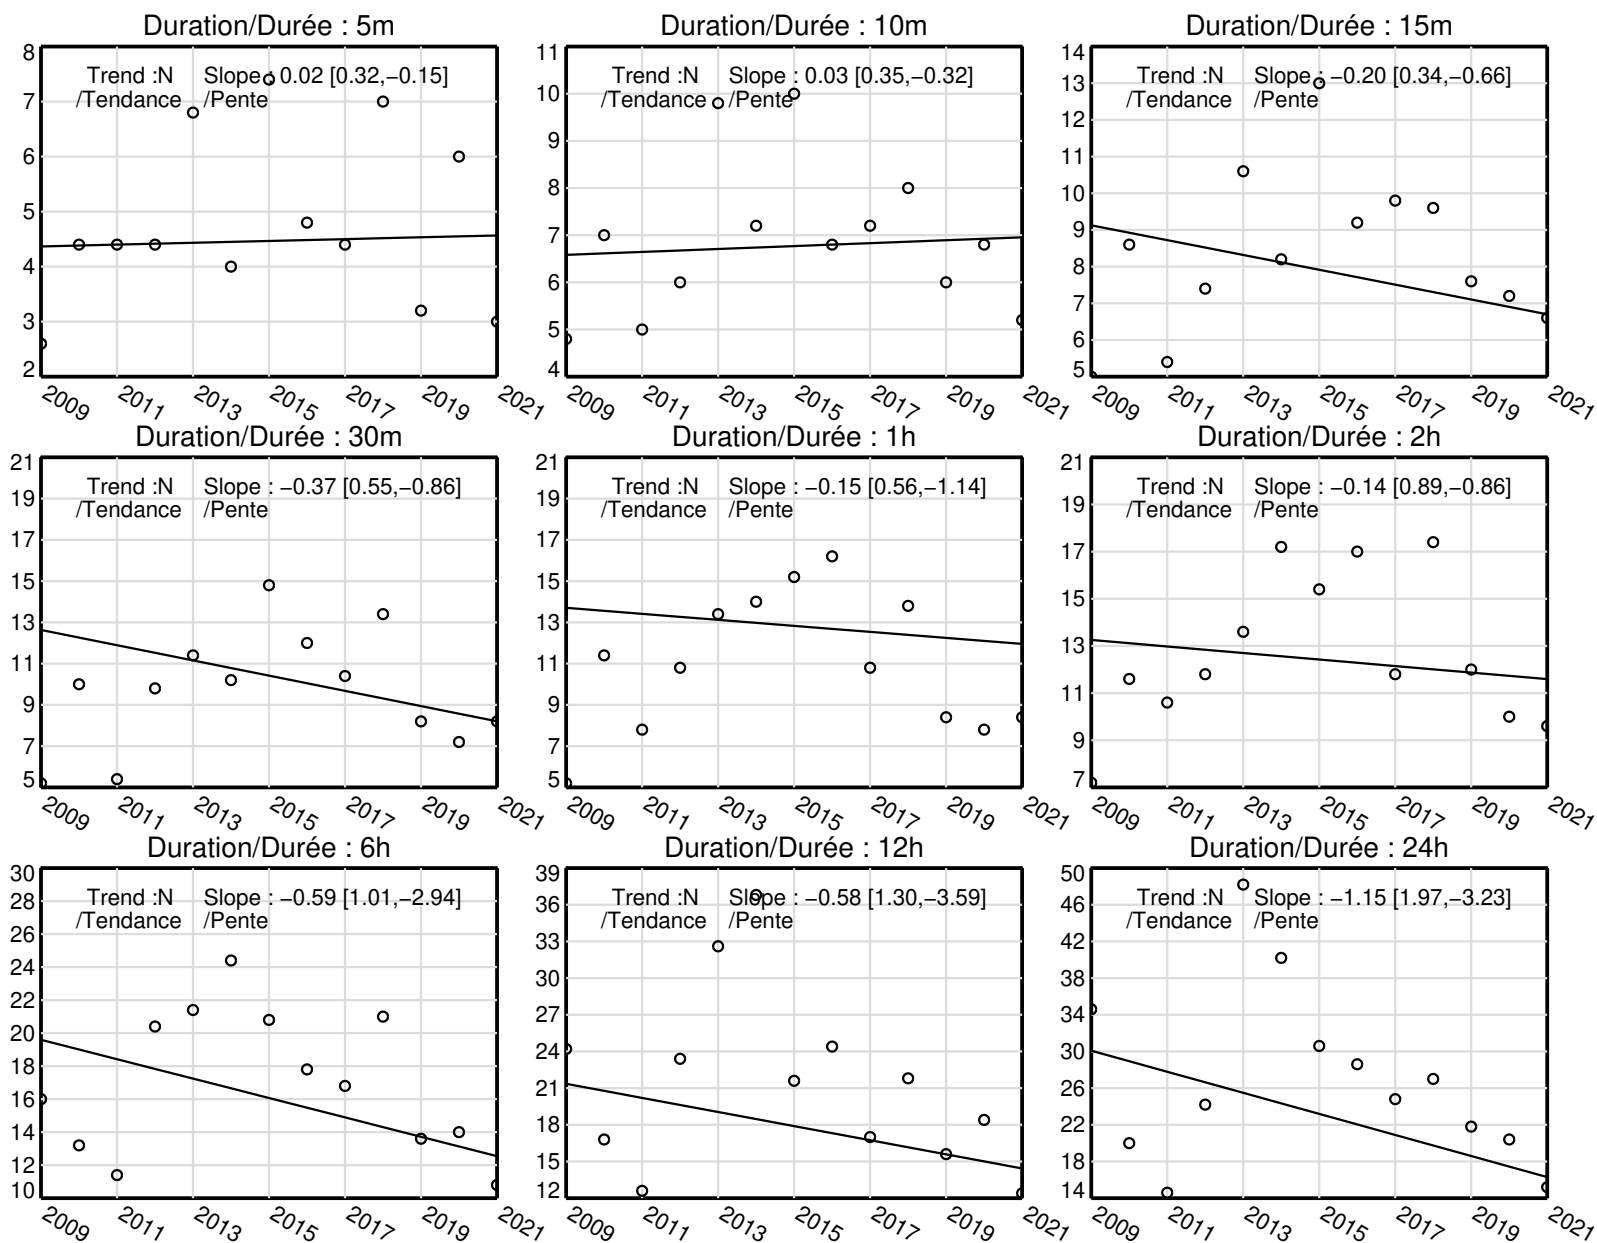 Duration/Durée : 5m
8
7
6
5
4
3
2
Trend :N Slope : 0.02 [0.32,−0.15]
/Tendance /Pente
2009 2011 2013 2015 2017 2019 2021
Duration/Durée : 10m
11
10
9
8
7
6
5
4
Trend :N Slope : 0.03 [0.35,−0.32]
/Tendance /Pente
2009 2011 2013 2015 2017 2019 2021
Duration/Durée : 15m
14
13
12
11
10
9
8
7
6
5
Trend :N Slope : −0.20 [0.34,−0.66]
/Tendance /Pente
2009 2011 2013 2015 2017 2019 2021
Duration/Durée : 30m
21
19
17
15
13
11
9
7
5
Trend :N Slope : −0.37 [0.55,−0.86]
/Tendance /Pente
2009 2011 2013 2015 2017 2019 2021
Duration/Durée : 1h
21
19
17
15
13
11
9
7
5
Trend :N Slope : −0.15 [0.56,−1.14]
/Tendance /Pente
2009 2011 2013 2015 2017 2019 2021
Duration/Durée : 2h
21
19
17
15
13
11
9
7
Trend :N Slope : −0.14 [0.89,−0.86]
/Tendance /Pente
2009 2011 2013 2015 2017 2019 2021
Duration/Durée : 6h
30
28
26
24
22
20
18
16
14
12
10
Trend :N Slope : −0.59 [1.01,−2.94]
/Tendance /Pente
2009 2011 2013 2015 2017 2019 2021
Duration/Durée : 12h
39
36
33
30
27
24
21
18
15
12
Trend :N Slope : −0.58 [1.30,−3.59]
/Tendance /Pente
2009 2011 2013 2015 2017 2019 2021
Duration/Durée : 24h
50
46
42
38
34
30
26
22
18
14
Trend :N Slope : −1.15 [1.97,−3.23]
/Tendance /Pente
2009 2011 2013 2015 2017 2019 2021